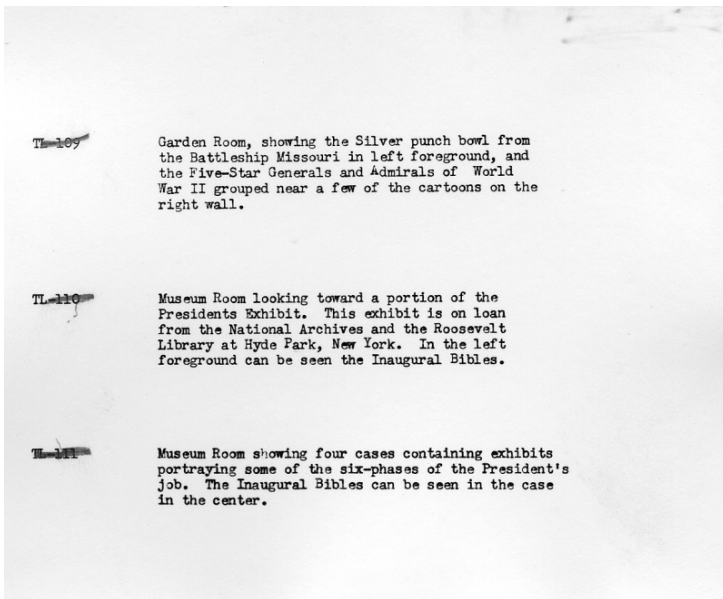 TL-109 Garden Room, showing the Silver punch bowl from
the Battleship Missouri in left foreground, and
the Five-Star Generals and Admirals of World
War II grouped near a few of the cartoons on the
right wall.
TL-110 Museum Room looking toward a portion of the
Presidents Exhibit. This exhibit is on loan
from the National Archives and the Roosevelt
Library at Hyde Park, New York. In the left
foreground can be seen the Inaugural Bibles.
TL-111 Museum Room showing four cases containing exhibits
portraying some of the six-phases of the President's
job. The Inaugural Bibles can be seen in the case
in the center.